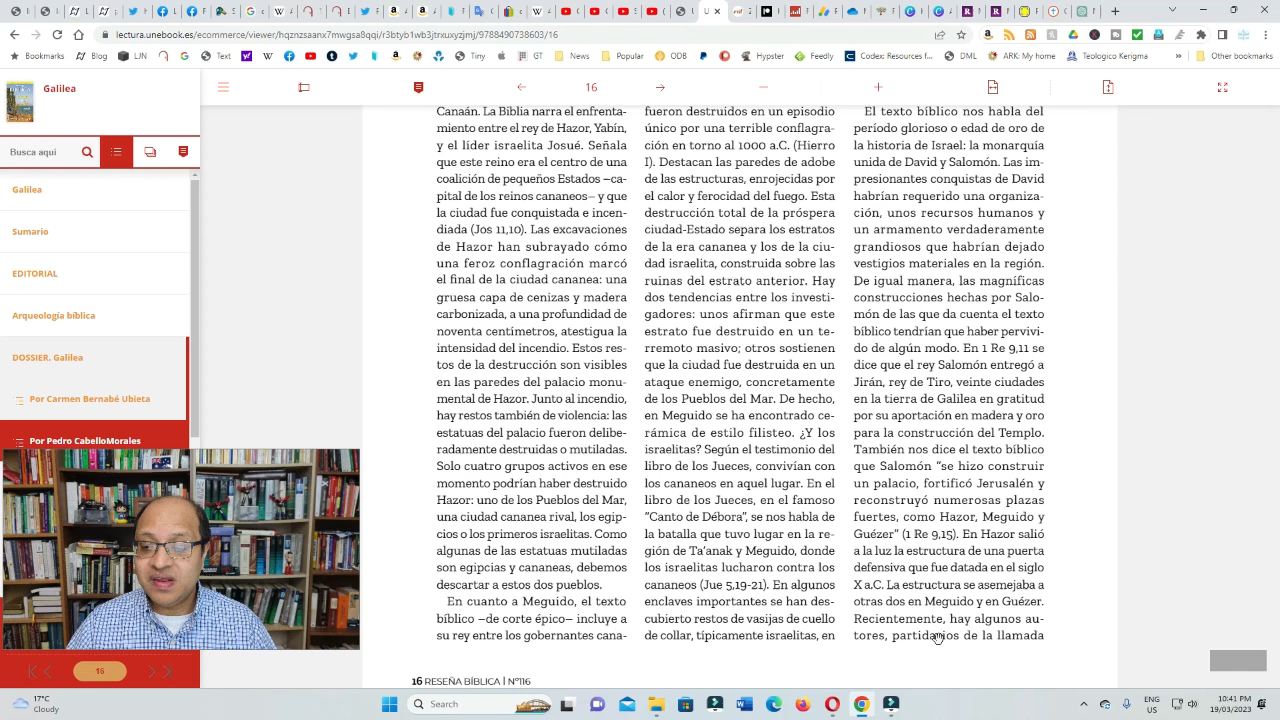 lectura.unebook.es/ecommerce/viewer/hqznzsaanx7mwgsa8qqi/r3btyb1wb3jtrxuxyzjmj/9788490738603/16
Bookmarks
Blog
BLJN
Text
Tiny
GT
News
Popular
ODB
Feedly
Codex Resources f...
DML
ARK: My home
Teologico Kerigma
»
Other bookmarks
Galilea
16
Busca aquí
Galilea
Sumario
EDITORIAL
Arqueología bíblica
DOSSIER. Galilea
Por Carmen Bernabé Ubieta
Por Pedro CabelloMorales
16
Canaán. La Biblia narra el enfrenta-
miento entre el rey de Hazor, Yabín,
y el líder israelita Josué. Señala
que este reino era el centro de una
coalición de pequeños Estados –ca-
pital de los reinos cananeos– y que
la ciudad fue conquistada e incen-
diada (Jos 11,10). Las excavaciones
de Hazor han subrayado cómo
una feroz conflagración marcó
el final de la ciudad cananea: una
gruesa capa de cenizas y madera
carbonizada, a una profundidad de
noventa centímetros, atestigua la
intensidad del incendio. Estos res-
tos de la destrucción son visibles
en las paredes del palacio monu-
mental de Hazor. Junto al incendio,
hay restos también de violencia: las
estatuas del palacio fueron delibe-
radamente destruidas o mutiladas.
Solo cuatro grupos activos en ese
momento podrían haber destruido
Hazor: uno de los Pueblos del Mar,
una ciudad cananea rival, los egip-
cios o los primeros israelitas. Como
algunas de las estatuas mutiladas
son egipcias y cananeas, debemos
descartar a estos dos pueblos.
En cuanto a Meguido, el texto
bíblico –de corte épico– incluye a
su rey entre los gobernantes cana-
fueron destruidos en un episodio
único por una terrible conflagra-
ción en torno al 1000 a.C. (Hierro
I). Destacan las paredes de adobe
de las estructuras, enrojecidas por
el calor y ferocidad del fuego. Esta
destrucción total de la próspera
ciudad-Estado separa los estratos
de la era cananea y los de la ciu-
dad israelita, construida sobre las
ruinas del estrato anterior. Hay
dos tendencias entre los investi-
gadores: unos afirman que este
estrato fue destruido en un te-
rremoto masivo; otros sostienen
que la ciudad fue destruida en un
ataque enemigo, concretamente
de los Pueblos del Mar. De hecho,
en Meguido se ha encontrado ce-
rámica de estilo filisteo. ¿Y los
israelitas? Según el testimonio del
libro de los Jueces, convivían con
los cananeos en aquel lugar. En el
libro de los Jueces, en el famoso
“Canto de Débora”, se nos habla de
la batalla que tuvo lugar en la re-
gión de Ta’anak y Meguido, donde
los israelitas lucharon contra los
cananeos (Jue 5,19-21). En algunos
enclaves importantes se han des-
cubierto restos de vasijas de cuello
de collar, típicamente israelitas, en
El texto bíblico nos habla del
período glorioso o edad de oro de
la historia de Israel: la monarquía
unida de David y Salomón. Las im-
presionantes conquistas de David
habrían requerido una organiza-
ción, unos recursos humanos y
un armamento verdaderamente
grandiosos que habrían dejado
vestigios materiales en la región.
De igual manera, las magníficas
construcciones hechas por Salo-
món de las que da cuenta el texto
bíblico tendrían que haber pervivi-
do de algún modo. En 1 Re 9,11 se
dice que el rey Salomón entregó a
Jirán, rey de Tiro, veinte ciudades
en la tierra de Galilea en gratitud
por su aportación en madera y oro
para la construcción del Templo.
También nos dice el texto bíblico
que Salomón “se hizo construir
un palacio, fortificó Jerusalén y
reconstruyó numerosas plazas
fuertes, como Hazor, Meguido y
Guézer” (1 Re 9,15). En Hazor salió
a la luz la estructura de una puerta
defensiva que fue datada en el siglo
X a.C. La estructura se asemejaba a
otras dos en Meguido y en Guézer.
Recientemente, hay algunos au-
tores, partidarios de la llamada
16 RESEÑA BÍBLICA | Nº116
17°C
Cloudy
Search
ENG
US
10:41 PM
19/03/2023